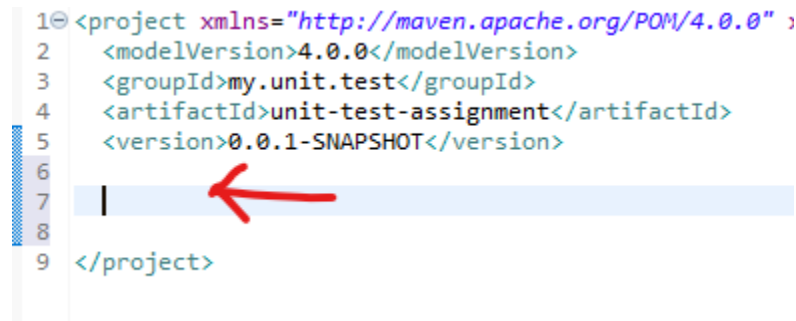 1 <project xmlns="http://maven.apache.org/POM/4.0.0"
2 <modelVersion>4.0.0</modelVersion>
3 <groupId>my.unit.test</groupId>
4 <artifactId>unit-test-assignment</artifactId>
5 <version>0.0.1-SNAPSHOT</version>
6
7
8
9 </project>